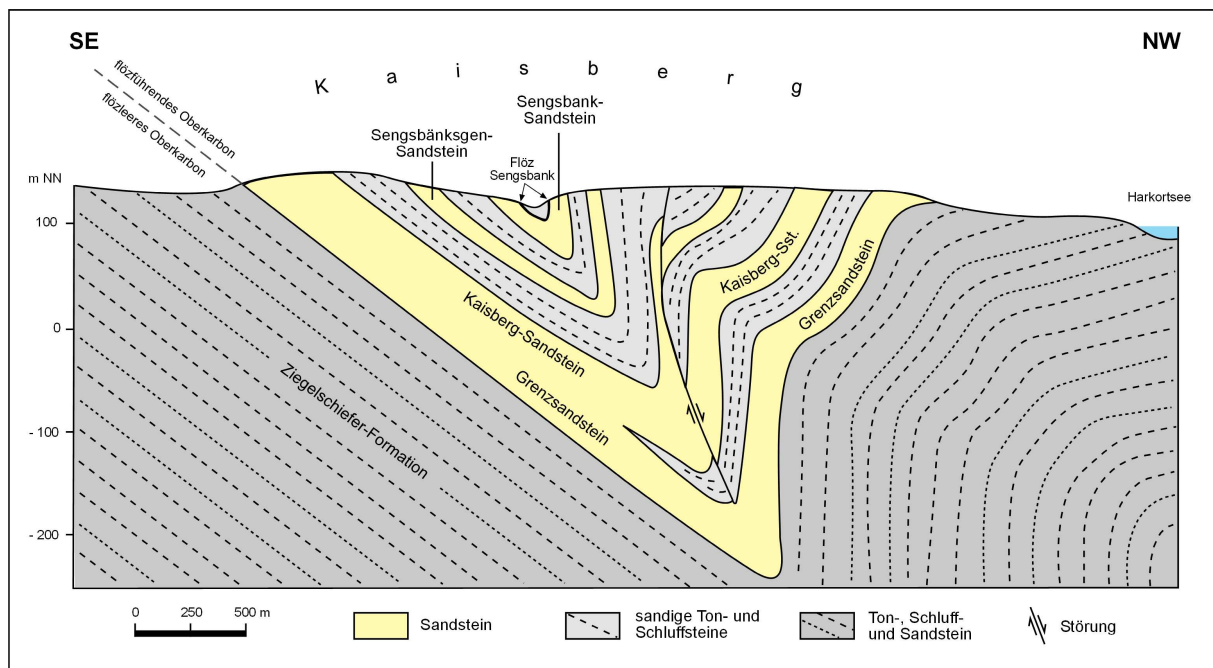 SE
NW
K a i s b e r g
flözführendes Oberkarbon
flözleeres Oberkarbon
Sengsbank-
Sandstein
Sengsbänksgen-
Sandstein
Flöz
Sengsbank
m NN
Harkortsee
100
0
- 100
- 200
Kaisberg-Sst.
Grenzsandstein
Kaisberg-Sandstein
Grenzsandstein
Ziegelschiefer-Formation
0 250 500 m
Sandstein
sandige Ton- und
Schluffsteine
Ton-, Schluff-
und Sandstein
Störung